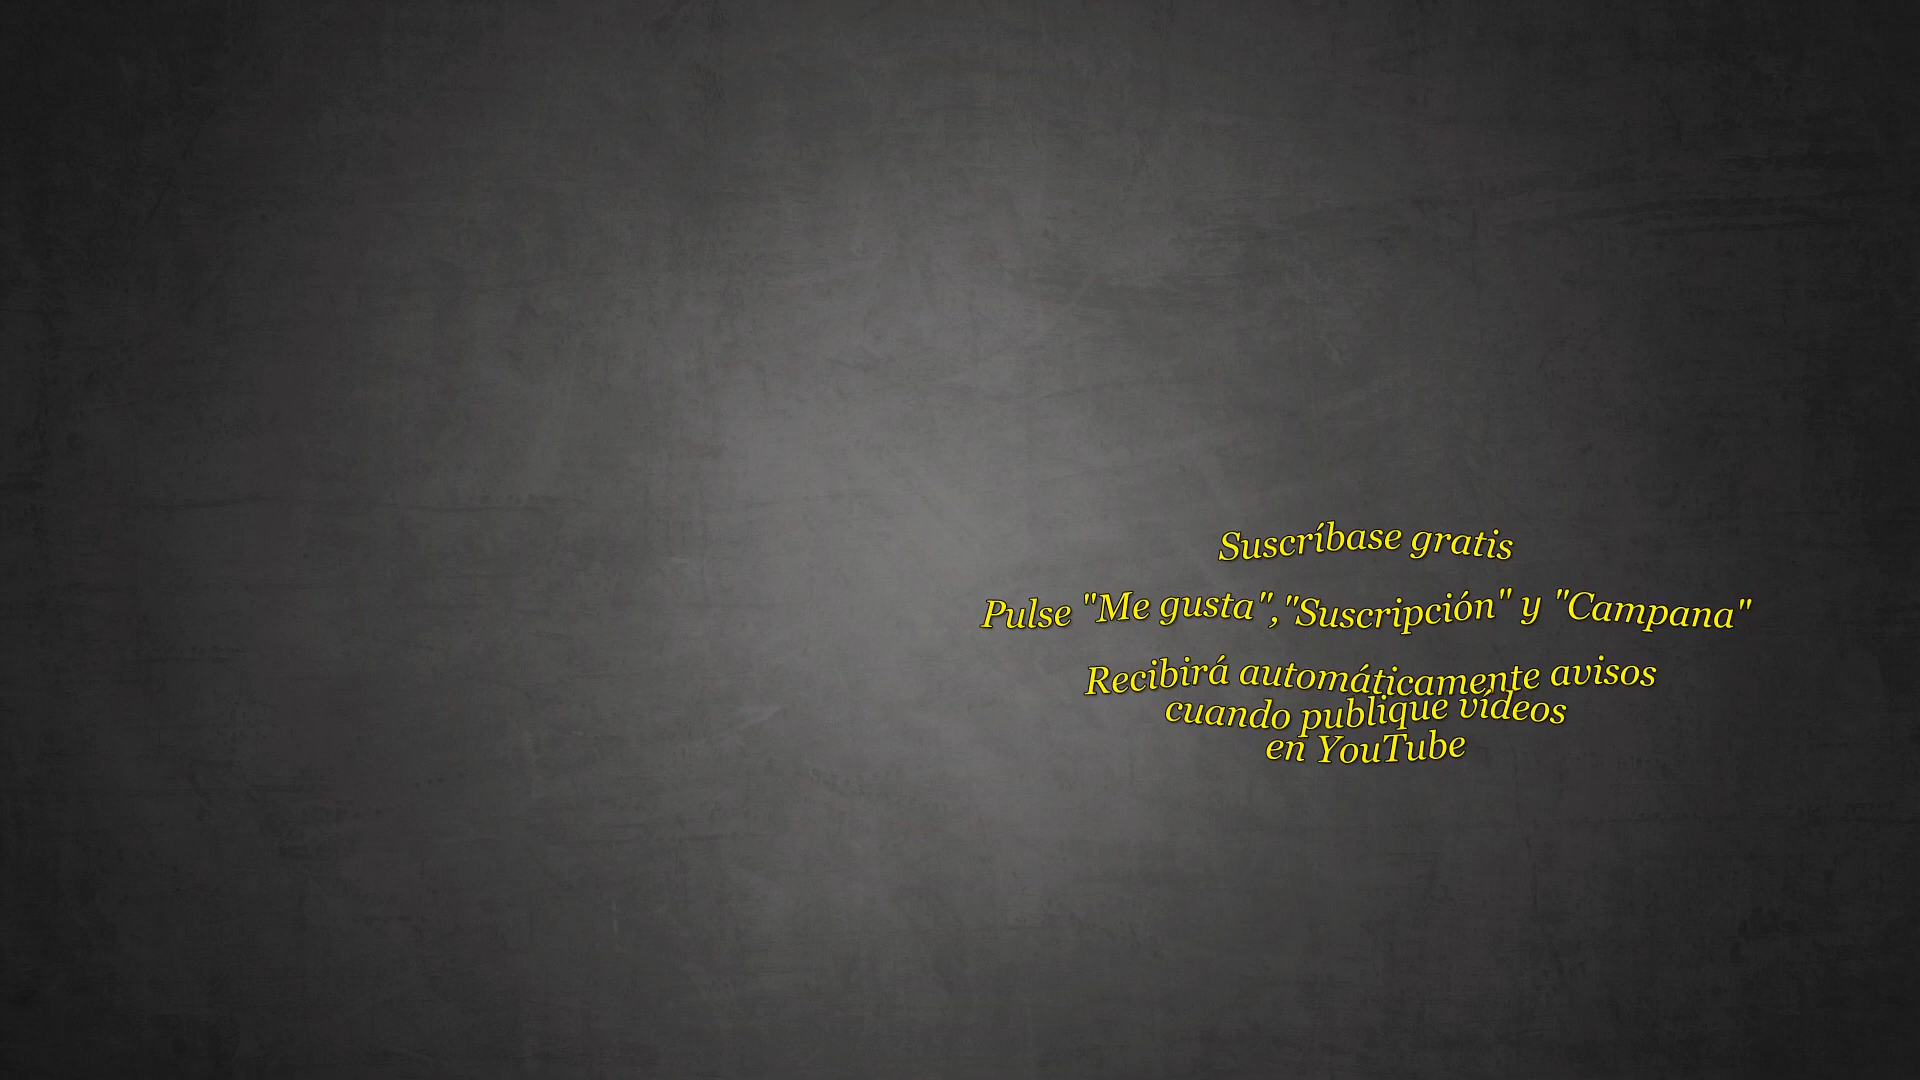 Suscríbase gratis
Pulse "Me gusta","Suscripción" y "Campana"
Recibirá automáticamente avisos
cuando publique vídeos
en YouTube